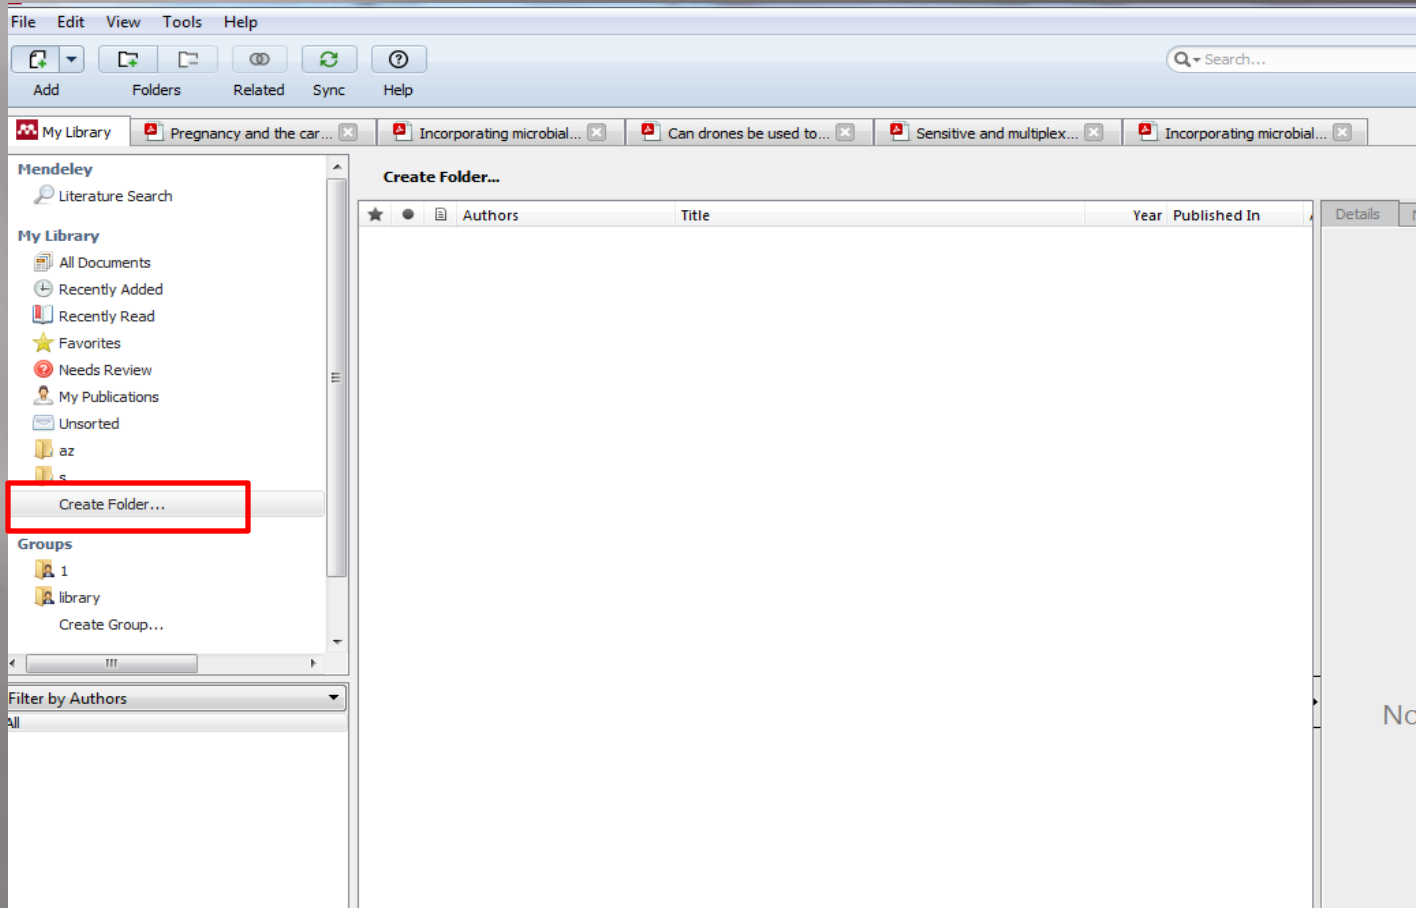 File Edit View Tools Help
Search...
Add Folders Related Sync Help
My Library Pregnancy and the car... Incorporating microbial... Can drones be used to... Sensitive and multiplex... Incorporating microbial...
Mendeley
Literature Search
My Library
All Documents
Recently Added
Recently Read
Favorites
Needs Review
My Publications
Unsorted
az
s
Create Folder...
Groups
1
library
Create Group...
Filter by Authors
All
Create Folder...
Authors Title Year Published In
Details
No